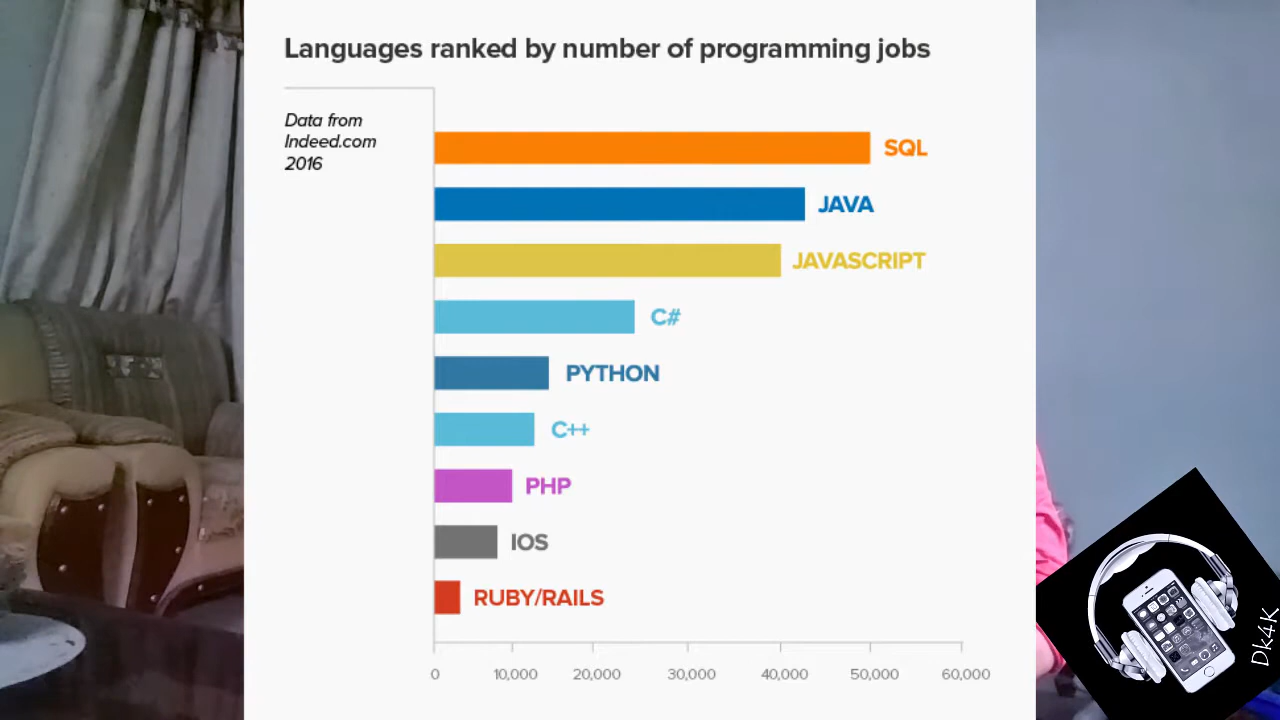 Languages ranked by number of programming jobs
Data from
Indeed.com
2016
SQL
JAVA
JAVASCRIPT
C#
PYTHON
C++
PHP
IOS
RUBY/RAILS
0 10,000 20,000 30,000 40,000 50,000 60,000
Dk4K